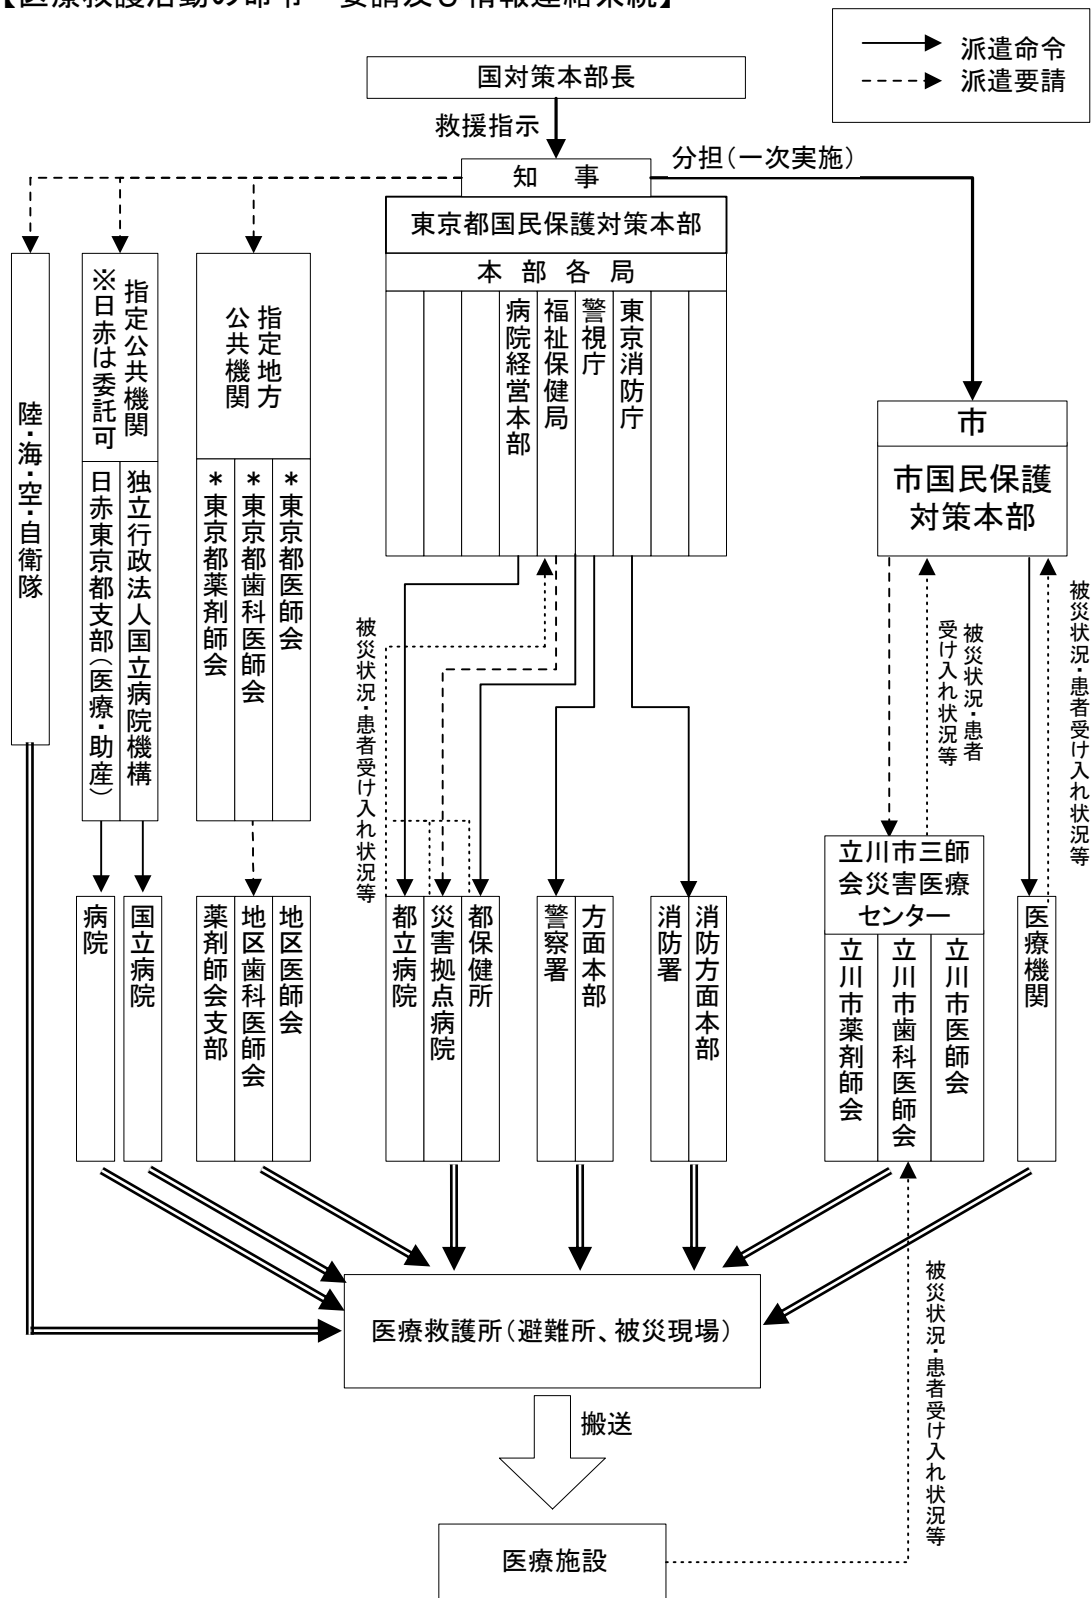 【医療救護活動の命令・要請及び情報連絡系統】
派遣命令
派遣要請
国対策本部長
救援指示
分担(一次実施)
知 事
東京都国民保護対策本部
本 部 各 局
病院経営本部
福祉保健局
警視庁
東京消防庁
陸・海・空・自衛隊
指定公共機関
※日赤は委託可
日赤東京都支部(医療・助産)
独立行政法人国立病院機構
指定地方
公共機関
*東京都薬剤師会
*東京都歯科医師会
*東京都医師会
市
市国民保護
対策本部
被災状況・患者受け入れ状況等
被災状況・患者
受け入れ状況等
被災状況・患者受け入れ状況等
立川市三師
会災害医療
センター
立川市薬剤師会
立川市歯科医師会
立川市医師会
医療機関
病院
国立病院
薬剤師会支部
地区歯科医師会
地区医師会
都立病院
災害拠点病院
都保健所
警察署
方面本部
消防署
消防方面本部
医療救護所(避難所、被災現場)
被災状況・患者受け入れ状況等
搬送
医療施設